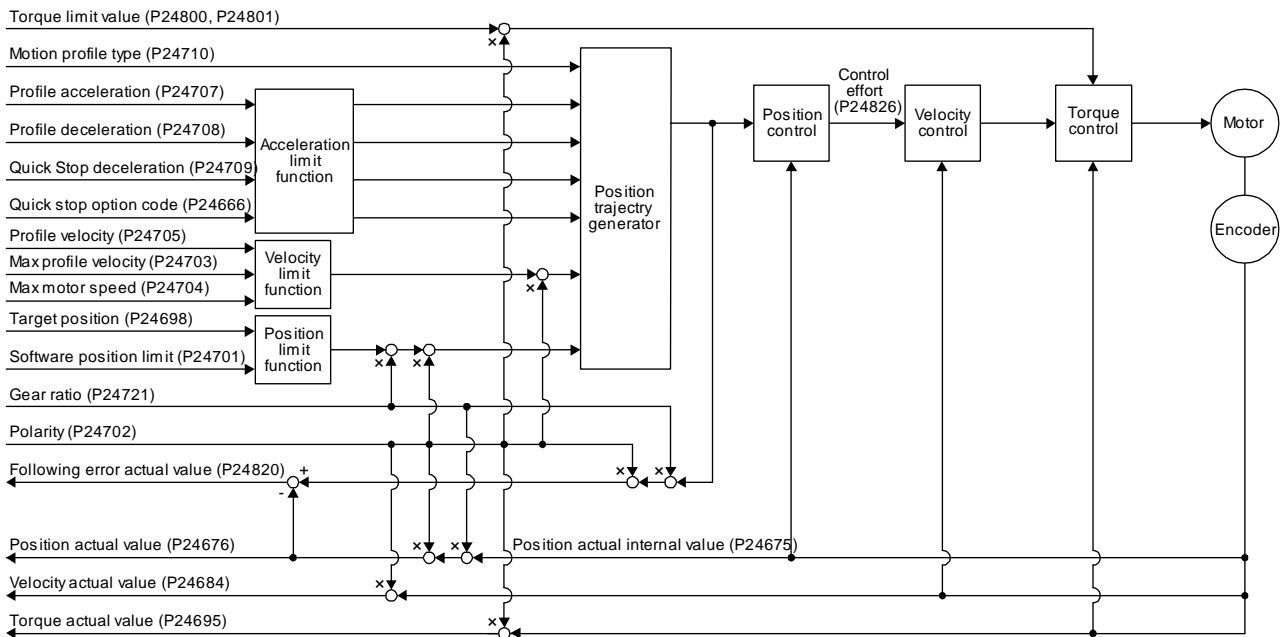 Torque limit value (P24800, P24801)
×
Motion profile type (P24710)
Profile acceleration (P24707)
Profile deceleration (P24708)
Quick Stop deceleration (P24709)
Quick stop option code (P24666)
Acceleration
limit
function
Profile velocity (P24705)
Max profile velocity (P24703)
Max motor speed (P24704)
Velocity
limit
function
×
Target position (P24698)
Software position limit (P24701)
Position
limit
function
×
×
Position
trajectry
generator
Position
control
Control
effort
(P24826)
Velocity
control
Torque
control
Motor
Encoder
Gear ratio (P24721)
Polarity (P24702)
Following error actual value (P24820)
+
-
×
×
Position actual value (P24676)
×
×
Position actual internal value (P24675)
Velocity actual value (P24684)
×
Torque actual value (P24695)
×